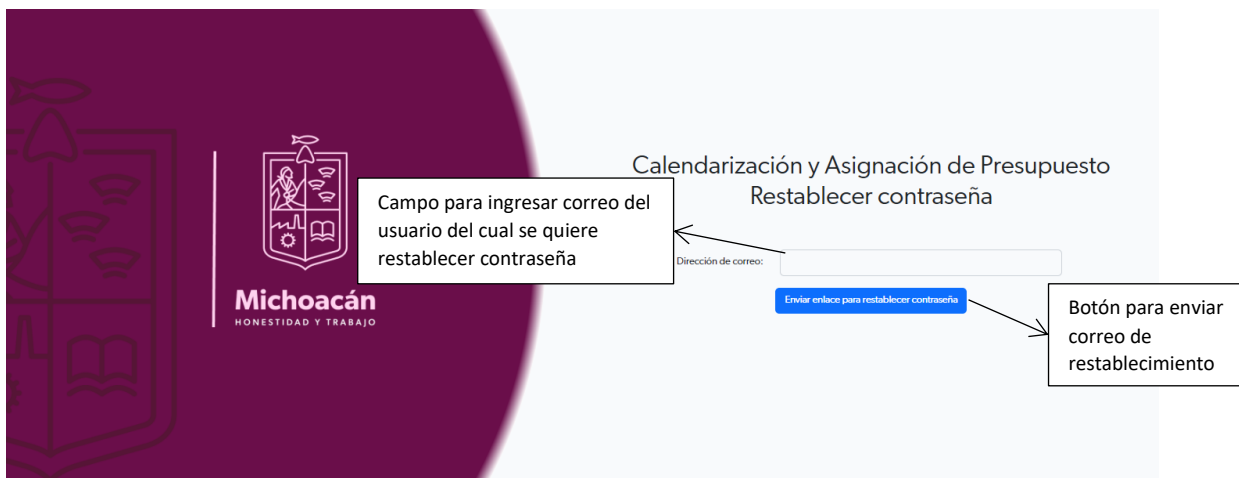 Michoacán
HONESTIDAD Y TRABAJO
Calendarización y Asignación de Presupuesto
Restablecer contraseña
Campo para ingresar correo del
usuario del cual se quiere
restablecer contraseña
Dirección de correo:
Enviar enlace para restablecer contraseña
Botón para enviar
correo de
restablecimiento